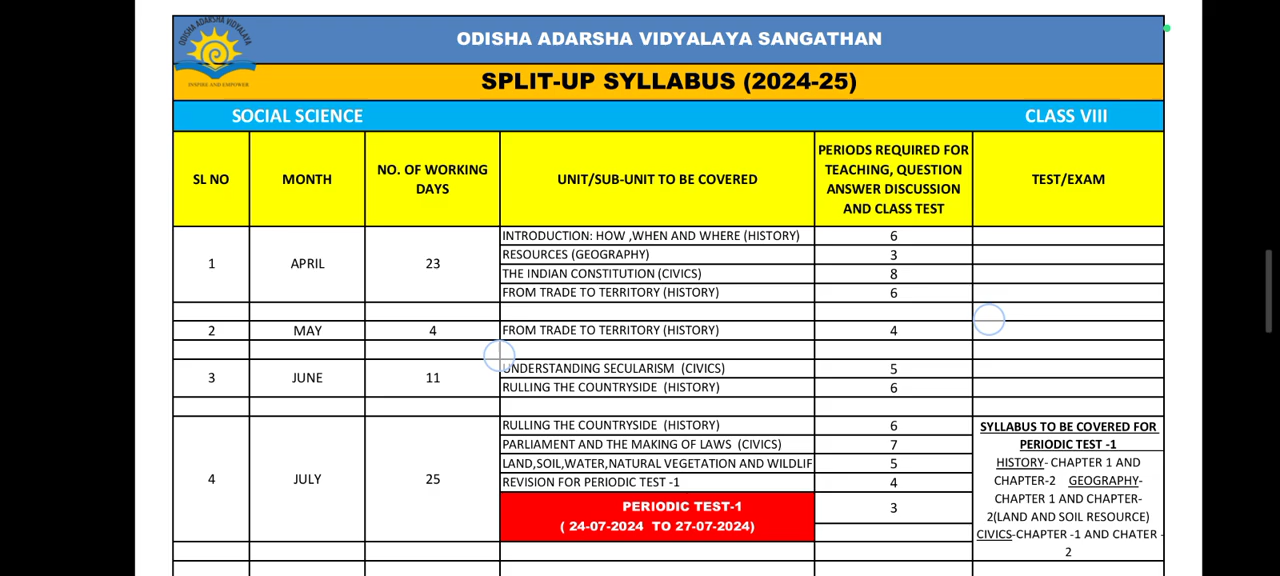 ODISHA ADARSHA VIDYALAYA
INSPIRE AND EMPOWER
ODISHA ADARSHA VIDYALAYA SANGATHAN
SPLIT-UP SYLLABUS (2024-25)
SOCIAL SCIENCE CLASS VIII
SL NO MONTH NO. OF WORKING DAYS UNIT/SUB-UNIT TO BE COVERED PERIODS REQUIRED FOR TEACHING, QUESTION ANSWER DISCUSSION AND CLASS TEST TEST/EXAM
1 APRIL 23
INTRODUCTION: HOW ,WHEN AND WHERE (HISTORY) 6
RESOURCES (GEOGRAPHY) 3
THE INDIAN CONSTITUTION (CIVICS) 8
FROM TRADE TO TERRITORY (HISTORY) 6
2 MAY 4 FROM TRADE TO TERRITORY (HISTORY) 4
3 JUNE 11
UNDERSTANDING SECULARISM (CIVICS) 5
RULLING THE COUNTRYSIDE (HISTORY) 6
4 JULY 25
RULLING THE COUNTRYSIDE (HISTORY) 6
PARLIAMENT AND THE MAKING OF LAWS (CIVICS) 7
LAND,SOIL,WATER,NATURAL VEGETATION AND WILDLIF 5
REVISION FOR PERIODIC TEST -1 4
PERIODIC TEST-1 3
( 24-07-2024 TO 27-07-2024)
SYLLABUS TO BE COVERED FOR
PERIODIC TEST -1
HISTORY- CHAPTER 1 AND
CHAPTER-2 GEOGRAPHY-
CHAPTER 1 AND CHAPTER-
2(LAND AND SOIL RESOURCE)
CIVICS-CHAPTER -1 AND CHATER -
2